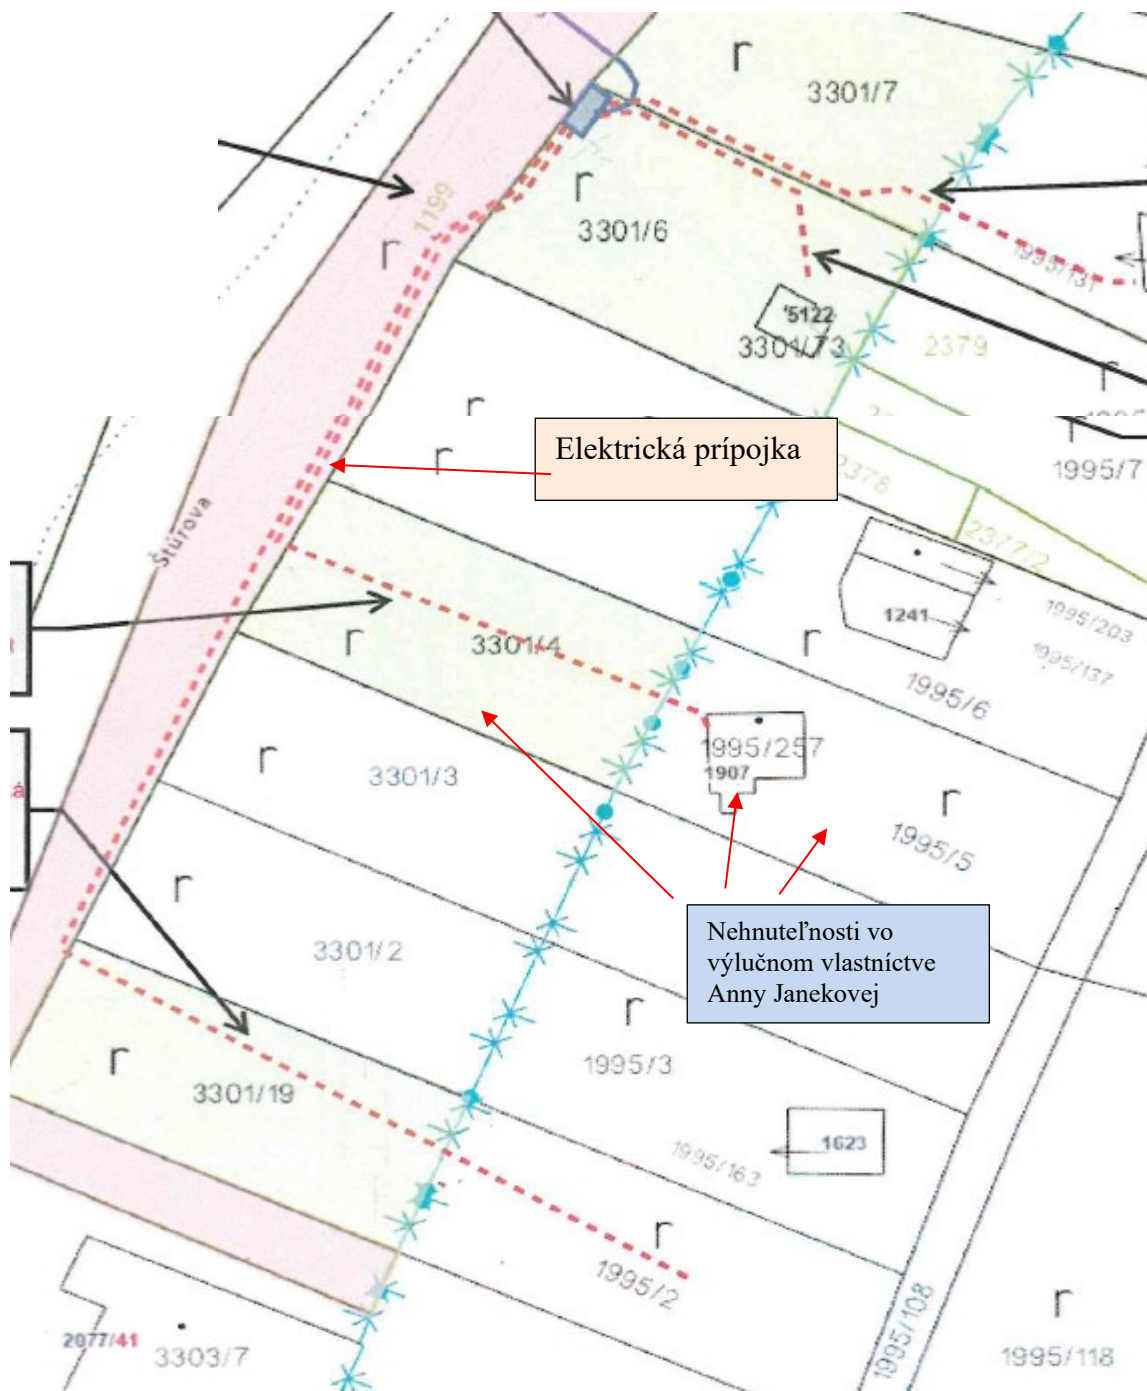 r
3301/7
1199
r
r
3301/6
1995/131
'5122
3301/73
2379
r
r
r
Elektrická prípojka
r
1995/7
2378
Štúrova
2377/2
1241
1995/203
1995/137
r
3301/4
r
1995/6
1995/257
1907
r
3301/3
r
1995/5
r
3301/2
Nehnuteľnosti vo
výlučnom vlastníctve
Anny Janekovej
r
1995/3
r
3301/19
1623
1995/163
r
1995/2
1995/108
r
1995/118
2077/41
3303/7